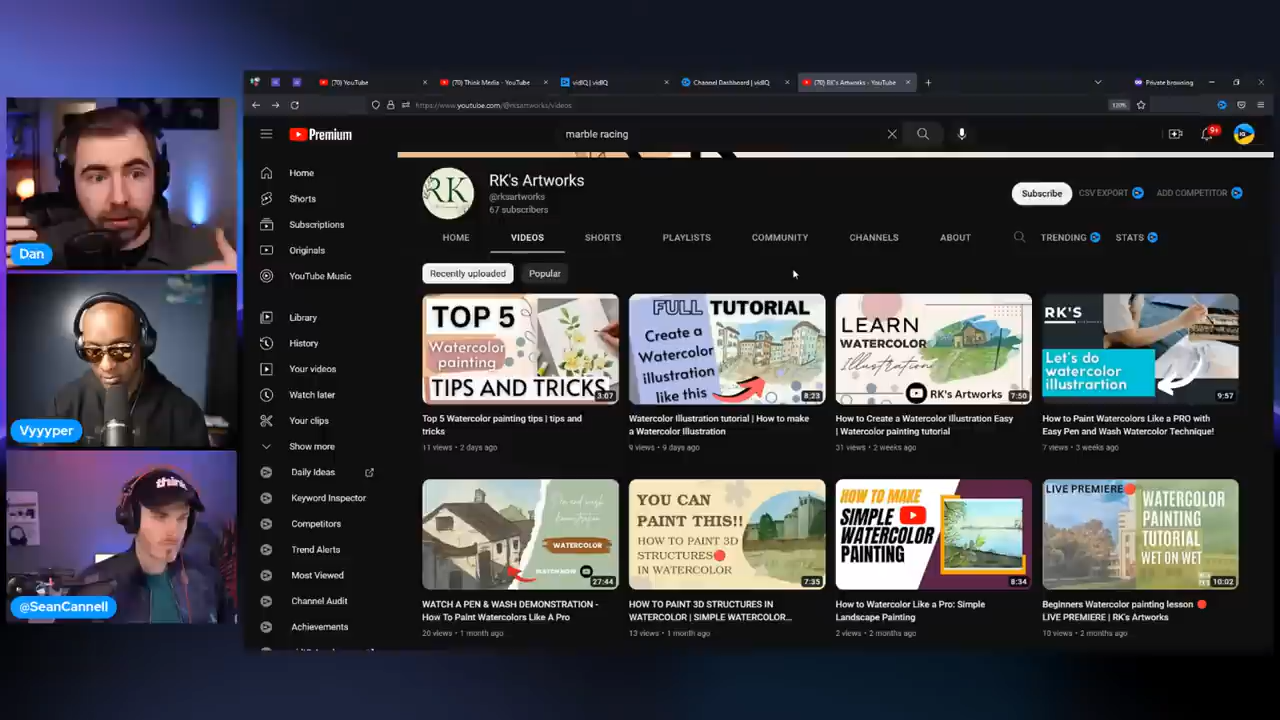 (70) YouTube
(70) Think Media - YouTube
vidIQ | vidIQ
Channel Dashboard | vidIQ
(70) RK's Artworks - YouTube
Private browsing
https://www.youtube.com/@rksartworks/videos
120%
Premium
marble racing
9+
Home
Shorts
Subscriptions
Originals
YouTube Music
Library
History
Your videos
Watch later
Your clips
Show more
Daily Ideas
Keyword Inspector
Competitors
Trend Alerts
Most Viewed
Channel Audit
Achievements
RK
RK's Artworks
@rksartworks
67 subscribers
Subscribe
CSV EXPORT
ADD COMPETITOR
HOME
VIDEOS
SHORTS
PLAYLISTS
COMMUNITY
CHANNELS
ABOUT
TRENDING
STATS
Recently uploaded
Popular
TOP 5
Watercolor
painting
TIPS AND TRICKS
3:07
Top 5 Watercolor painting tips | tips and
tricks
11 views • 2 days ago
FULL TUTORIAL
Create a
Watercolor
illustration
like this
8:23
Watercolor Illustration tutorial | How to make
a Watercolor Illustration
9 views • 9 days ago
LEARN
WATERCOLOR
Illustration
RK's Artworks
7:50
How to Create a Watercolor Illustration Easy
| Watercolor painting tutorial
31 views • 2 weeks ago
RK'S
Let's do
watercolor
illustrartion
9:57
How to Paint Watercolors Like a PRO with
Easy Pen and Wash Watercolor Technique!
7 views • 3 weeks ago
Pen and wash
demonstration
WATERCOLOR
WATCH NOW
27:44
WATCH A PEN & WASH DEMONSTRATION -
How To Paint Watercolors Like A Pro
20 views • 1 month ago
YOU CAN
PAINT THIS!!
HOW TO PAINT 3D
STRUCTURES
IN WATERCOLOR
7:35
HOW TO PAINT 3D STRUCTURES IN
WATERCOLOR | SIMPLE WATERCOLOR...
13 views • 1 month ago
HOW TO MAKE
SIMPLE
WATERCOLOR
PAINTING
8:34
How to Watercolor Like a Pro: Simple
Landscape Painting
2 views • 2 months ago
LIVE PREMIERE
WATERCOLOR
PAINTING
TUTORIAL
WET ON WET
10:02
Beginners Watercolor painting lesson
LIVE PREMIERE | RK's Artworks
10 views • 2 months ago
Dan
Vyyyper
think
@SeanCannell